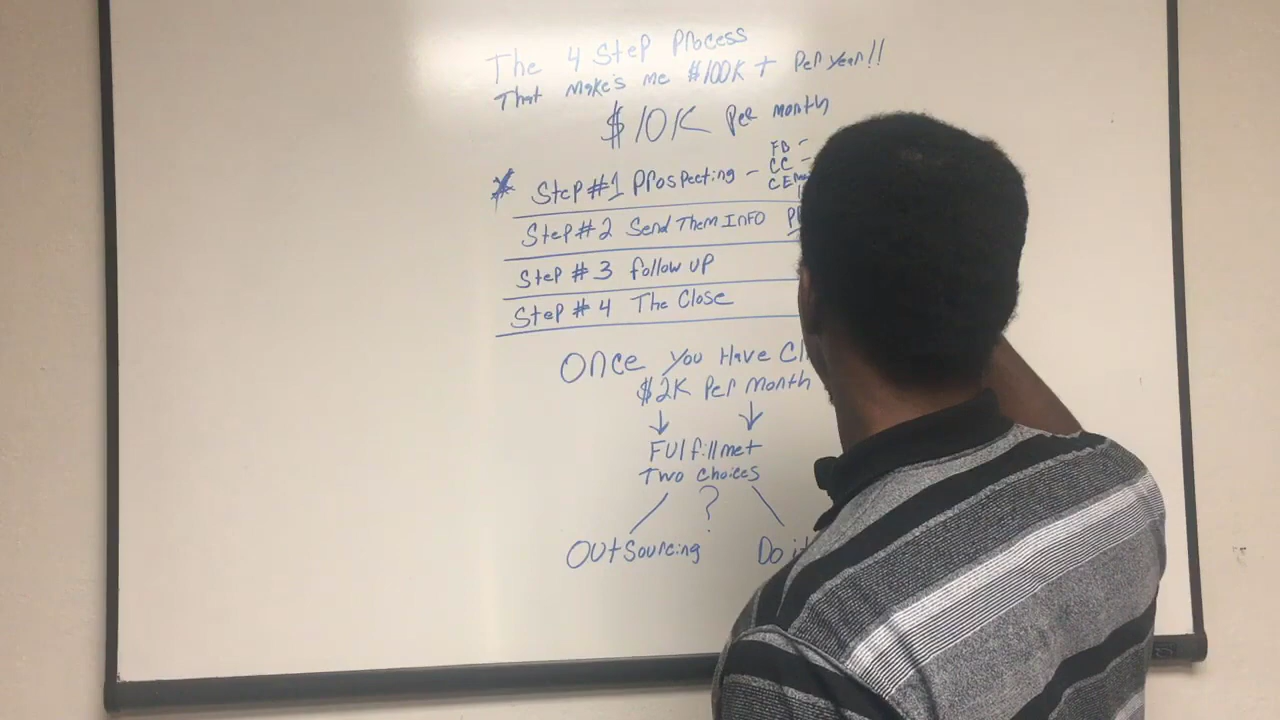 The 4 Step Process
That Make's me $100K + Per year!!
$10K Per month
FB -
CC -
* Step #1 Prospecting -
Step #2 Send Them Info
Step #3 Follow up
Step #4 The Close
Once you Have
$2K Per month
Fulfillmet
Two choices
?
Outsourcing Do it